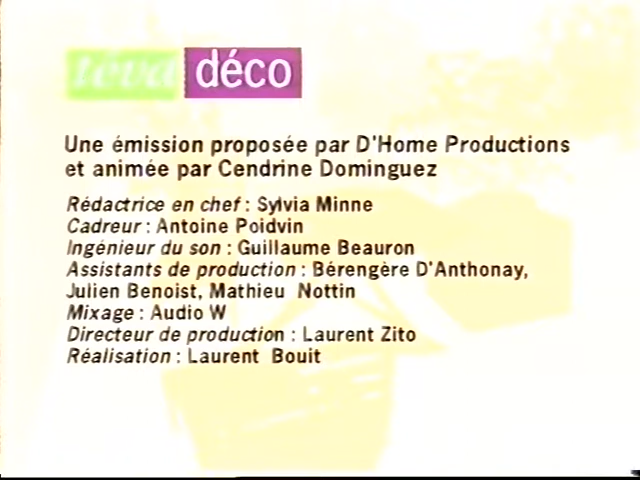 téva déco
Une émission proposée par D'Home Productions
et animée par Cendrine Dominguez
Rédactrice en chef : Sylvia Minne
Cadreur : Antoine Poidvin
Ingénieur du son : Guillaume Beauron
Assistants de production : Bérengère D'Anthonay,
Julien Benoist, Mathieu Nottin
Mixage : Audio W
Directeur de production : Laurent Zito
Réalisation : Laurent Bouit